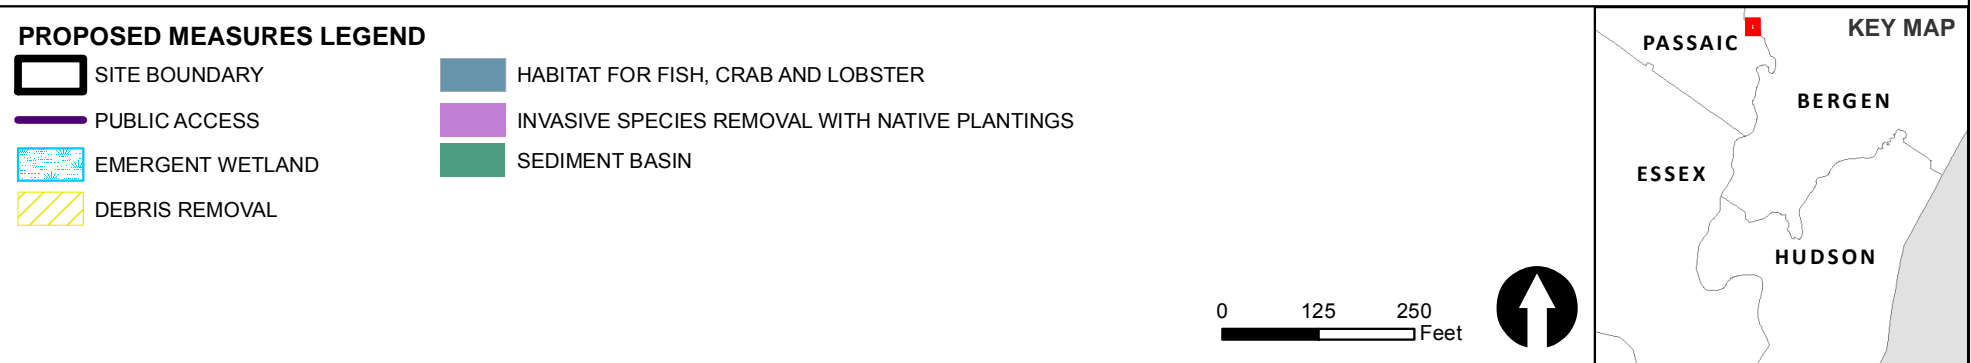 PROPOSED MEASURES LEGEND
SITE BOUNDARY
PUBLIC ACCESS
EMERGENT WETLAND
DEBRIS REMOVAL
HABITAT FOR FISH, CRAB AND LOBSTER
INVASIVE SPECIES REMOVAL WITH NATIVE PLANTINGS
SEDIMENT BASIN
0 125 250
Feet
KEY MAP
PASSAIC
BERGEN
ESSEX
HUDSON